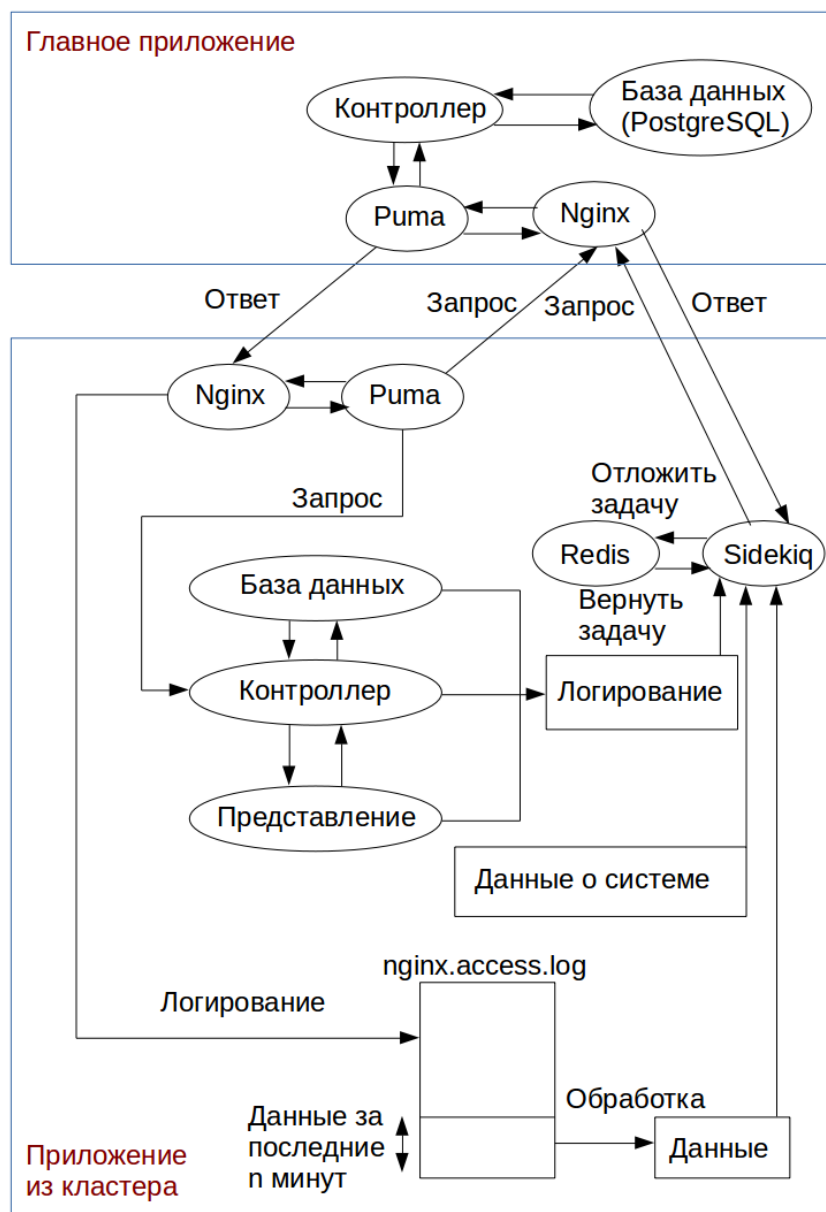 Главное приложение
Контроллер
База данных
(PostgreSQL)
Puma
Nginx
Ответ
Запрос
Запрос
Ответ
Nginx
Puma
Запрос
Отложить
задачу
Redis
Sidekiq
Вернуть
задачу
База данных
Контроллер
Логирование
Представление
Данные о системе
nginx.access.log
Логирование
Обработка
Данные за
последние
n минут
Данные
Приложение
из кластера